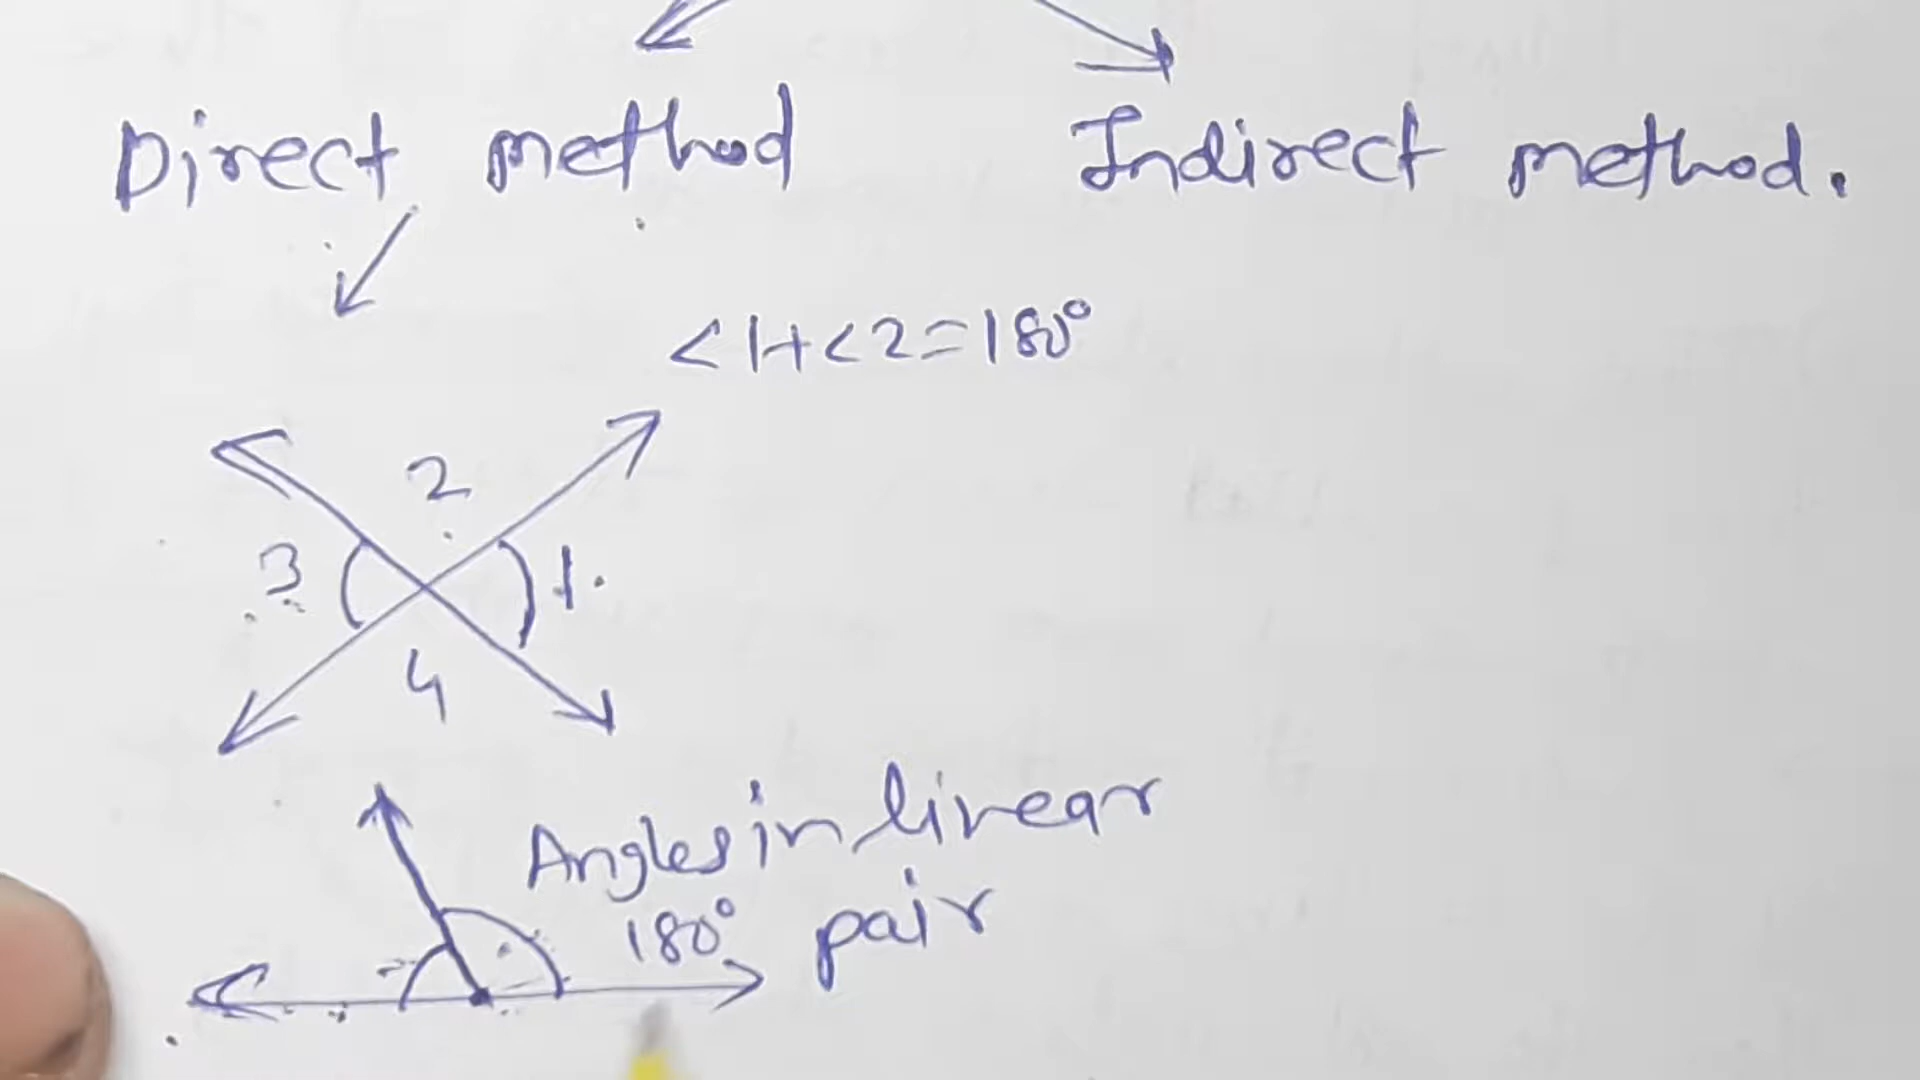 Direct method
Indirect method.
<1+<2=180°
2
3
1
4
Angles in linear
180° pair